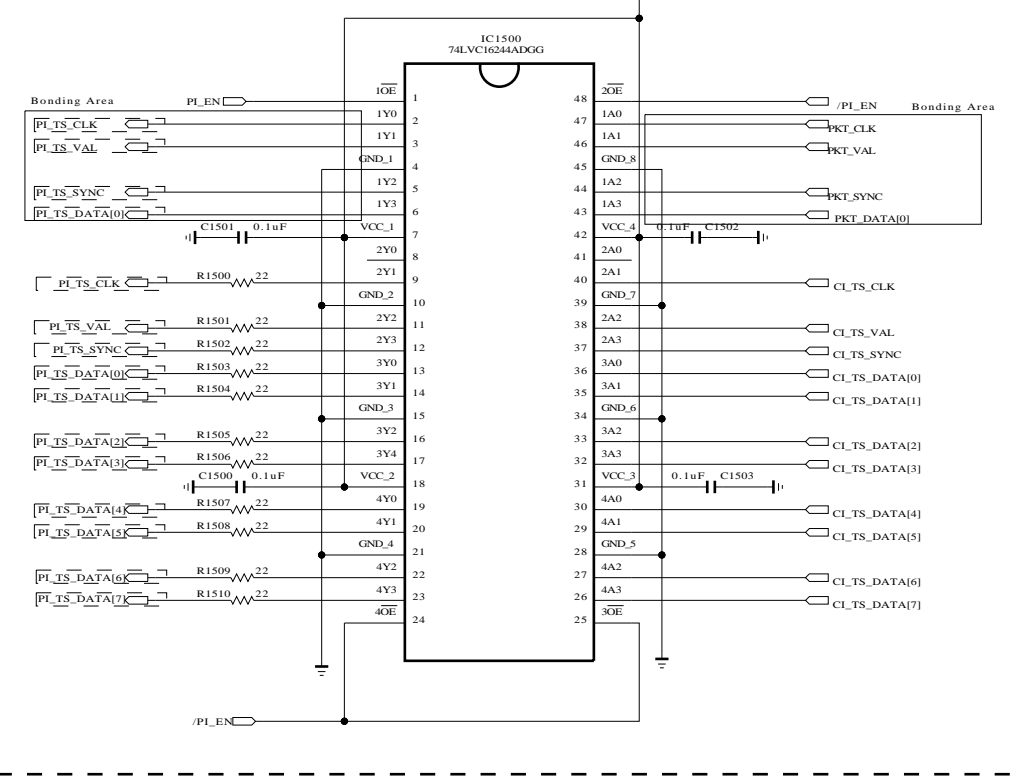 IC1500
74LVC16244ADGG
Bonding Area
PI_EN
1OE
1
48
2OE
/PI_EN
Bonding Area
PI_TS_CLK
1Y0
2
47
1A0
PKT_CLK
PI_TS_VAL
1Y1
3
46
1A1
PKT_VAL
GND_1
4
45
GND_8
PI_TS_SYNC
1Y2
5
44
1A2
PKT_SYNC
PI_TS_DATA[0]
1Y3
6
43
1A3
PKT_DATA[0]
C1501
0.1uF
VCC_1
7
42
VCC_4
0.1uF
C1502
2Y0
8
41
2A0
PI_TS_CLK
R1500
22
2Y1
9
40
2A1
CI_TS_CLK
GND_2
10
39
GND_7
PI_TS_VAL
R1501
22
2Y2
11
38
2A2
CI_TS_VAL
PI_TS_SYNC
R1502
22
2Y3
12
37
2A3
CI_TS_SYNC
PI_TS_DATA[0]
R1503
22
3Y0
13
36
3A0
CI_TS_DATA[0]
PI_TS_DATA[1]
R1504
22
3Y1
14
35
3A1
CI_TS_DATA[1]
GND_3
15
34
GND_6
PI_TS_DATA[2]
R1505
22
3Y2
16
33
3A2
CI_TS_DATA[2]
PI_TS_DATA[3]
R1506
22
3Y4
17
32
3A3
CI_TS_DATA[3]
C1500
0.1uF
VCC_2
18
31
VCC_3
0.1uF
C1503
PI_TS_DATA[4]
R1507
22
4Y0
19
30
4A0
CI_TS_DATA[4]
PI_TS_DATA[5]
R1508
22
4Y1
20
29
4A1
CI_TS_DATA[5]
GND_4
21
28
GND_5
PI_TS_DATA[6]
R1509
22
4Y2
22
27
4A2
CI_TS_DATA[6]
PI_TS_DATA[7]
R1510
22
4Y3
23
26
4A3
CI_TS_DATA[7]
4OE
24
25
3OE
/PI_EN